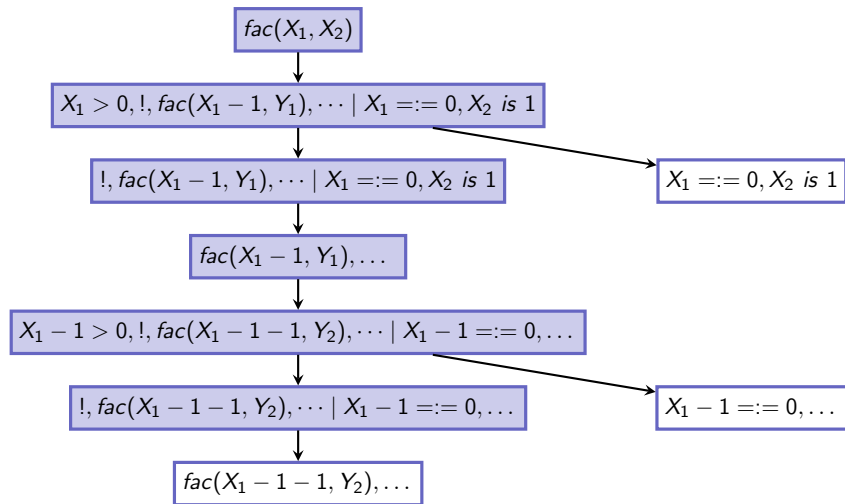 fac(X₁, X₂)
X₁ > 0, !, fac(X₁ − 1, Y₁), ⋯ | X₁ =:= 0, X₂ is 1
!, fac(X₁ − 1, Y₁), ⋯ | X₁ =:= 0, X₂ is 1
X₁ =:= 0, X₂ is 1
fac(X₁ − 1, Y₁), …
X₁ − 1 > 0, !, fac(X₁ − 1 − 1, Y₂), ⋯ | X₁ − 1 =:= 0, …
!, fac(X₁ − 1 − 1, Y₂), ⋯ | X₁ − 1 =:= 0, …
X₁ − 1 =:= 0, …
fac(X₁ − 1 − 1, Y₂), …